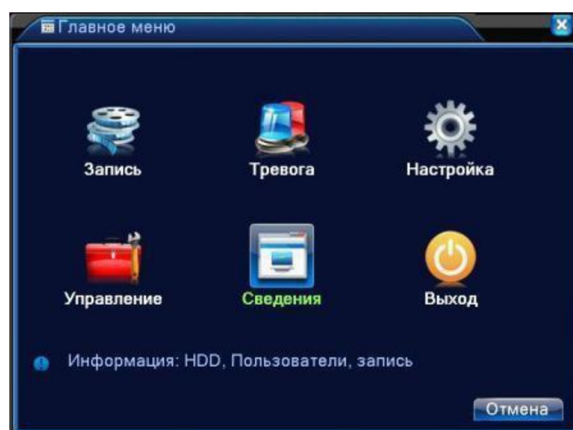 Главное меню
Запись
Тревога
Настройка
Управление
Сведения
Выход
Информация: HDD, Пользователи, запись
Отмена